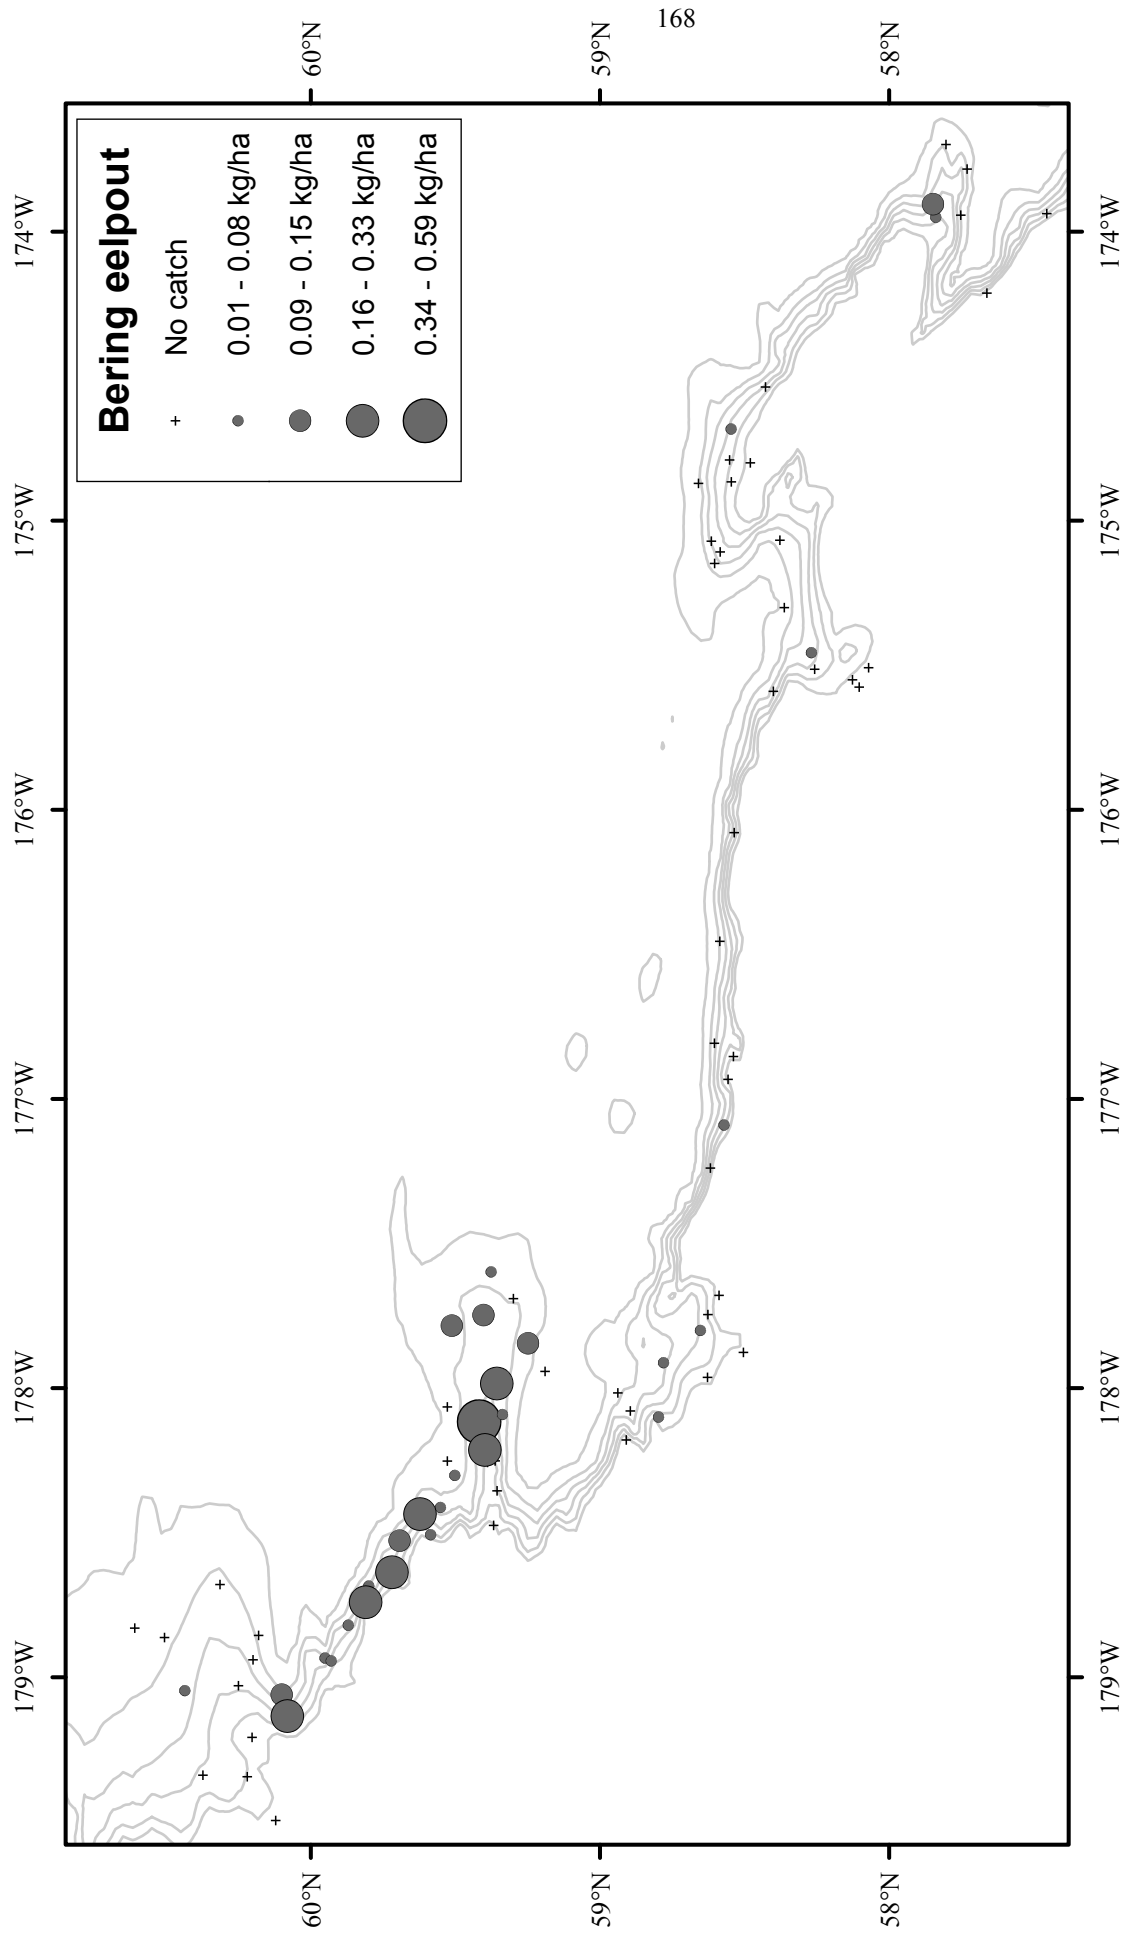 168
Bering eelpout
No catch
0.01 - 0.08 kg/ha
0.09 - 0.15 kg/ha
0.16 - 0.33 kg/ha
0.34 - 0.59 kg/ha
179°W
178°W
177°W
176°W
175°W
174°W
60°N
59°N
58°N
60°N
59°N
58°N
179°W
178°W
177°W
176°W
175°W
174°W